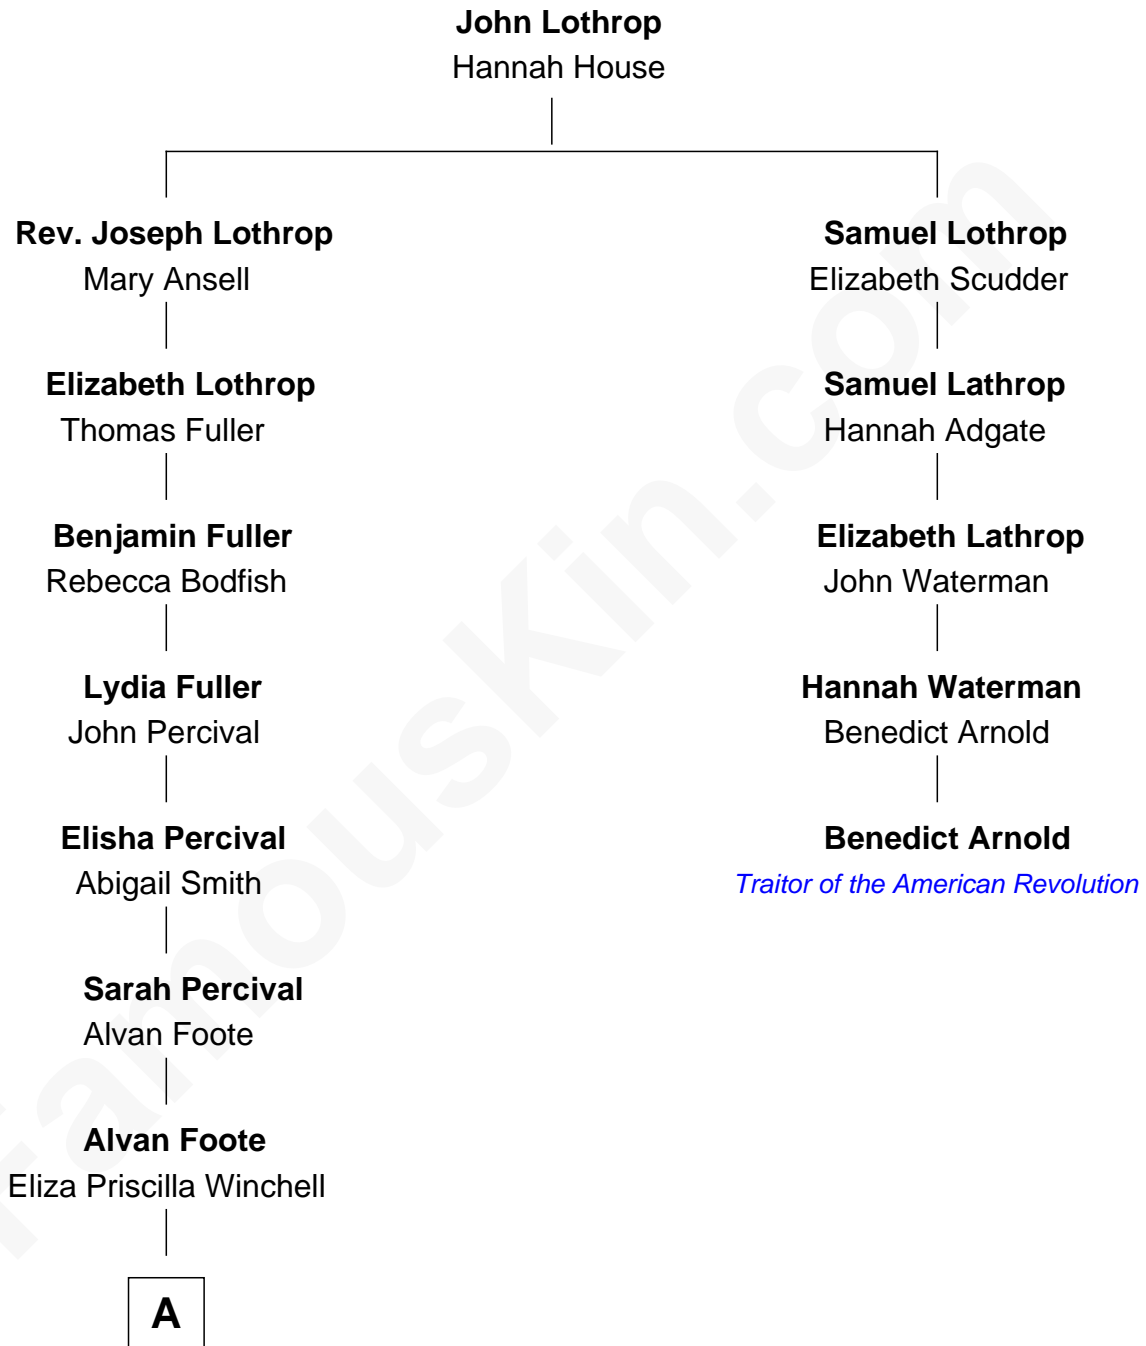 John Lothrop
Hannah House
Rev. Joseph Lothrop
Mary Ansell
Samuel Lothrop
Elizabeth Scudder
Elizabeth Lothrop
Thomas Fuller
Samuel Lathrop
Hannah Adgate
Benjamin Fuller
Rebecca Bodfish
Elizabeth Lathrop
John Waterman
Lydia Fuller
John Percival
Hannah Waterman
Benedict Arnold
Elisha Percival
Abigail Smith
Benedict Arnold
Traitor of the American Revolution
Sarah Percival
Alvan Foote
Alvan Foote
Eliza Priscilla Winchell
A
FamousKin.com